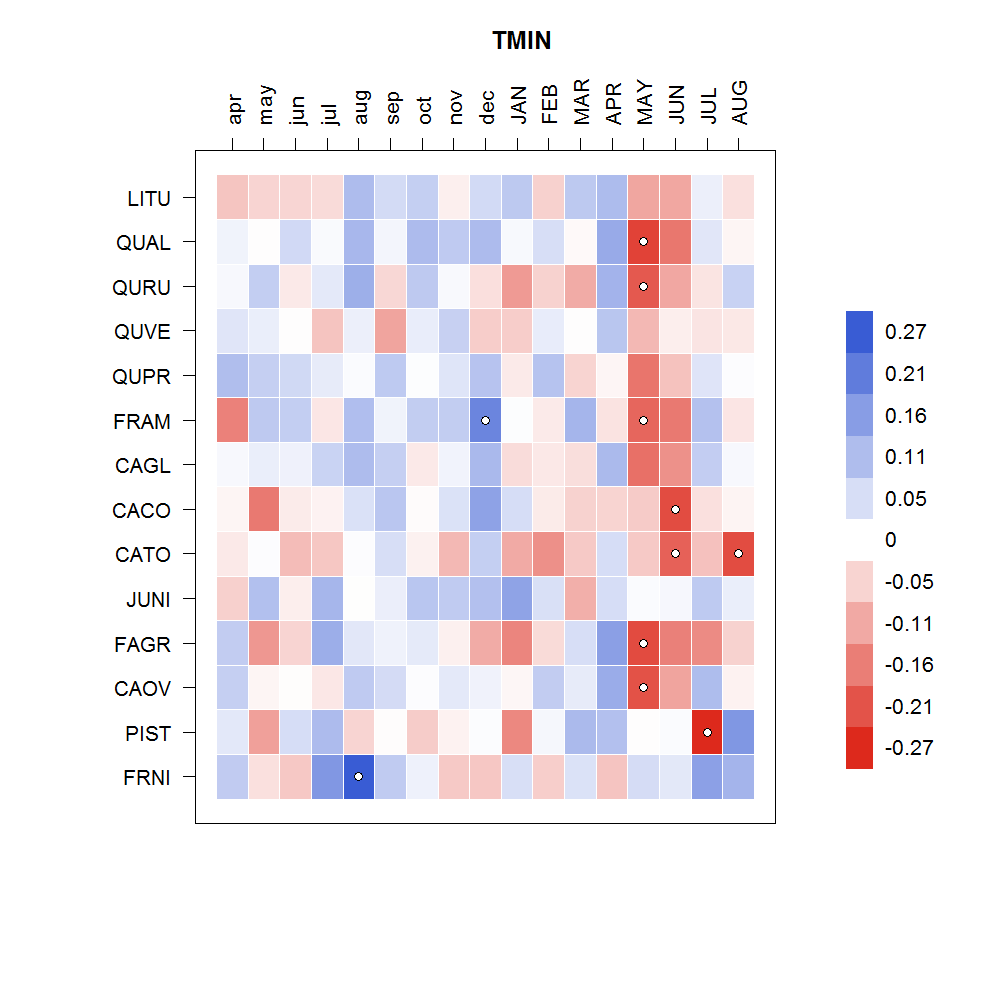 TMIN
apr may jun jul aug sep oct nov dec JAN FEB MAR APR MAY JUN JUL AUG
LITU
QUAL
QURU
QUVE
QUPR
FRAM
CAGL
CACO
CATO
JUNI
FAGR
CAOV
PIST
FRNI
0.27
0.21
0.16
0.11
0.05
0
-0.05
-0.11
-0.16
-0.21
-0.27